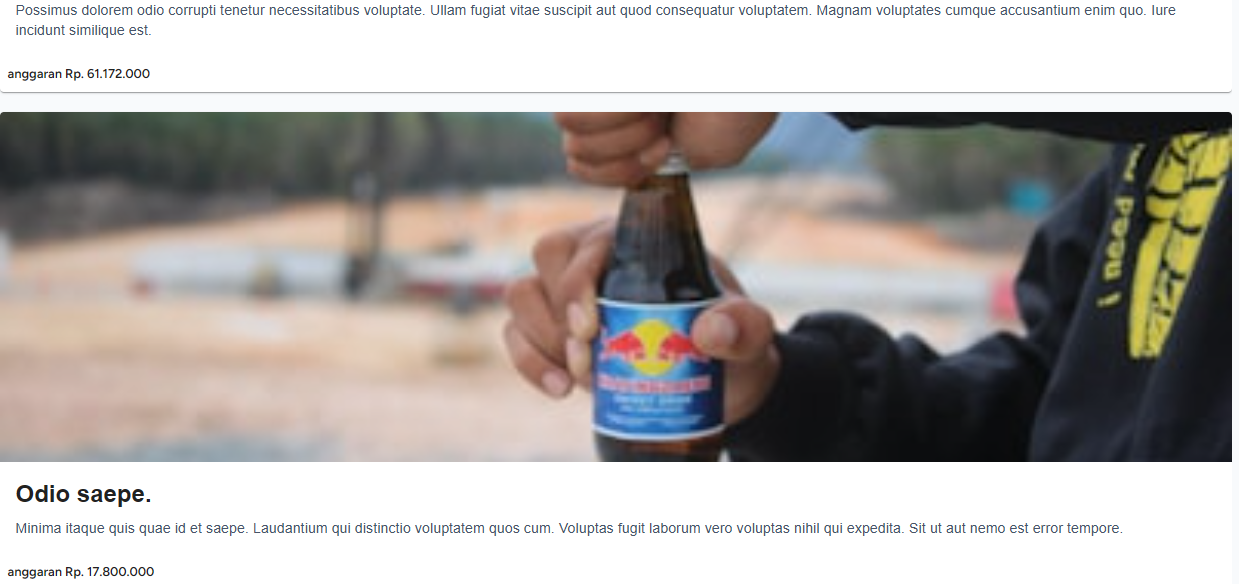 Possimus dolorem odio corrupti tenetur necessitatibus voluptate. Ullam fugiat vitae suscipit aut quod consequatur voluptatem. Magnam voluptates cumque accusantium enim quo. Iure
incidunt similique est.
anggaran Rp. 61.172.000
I need
ENERGY DRINK
Odio saepe.
Minima itaque quis quae id et saepe. Laudantium qui distinctio voluptatem quos cum. Voluptas fugit laborum vero voluptas nihil qui expedita. Sit ut aut nemo est error tempore.
anggaran Rp. 17.800.000